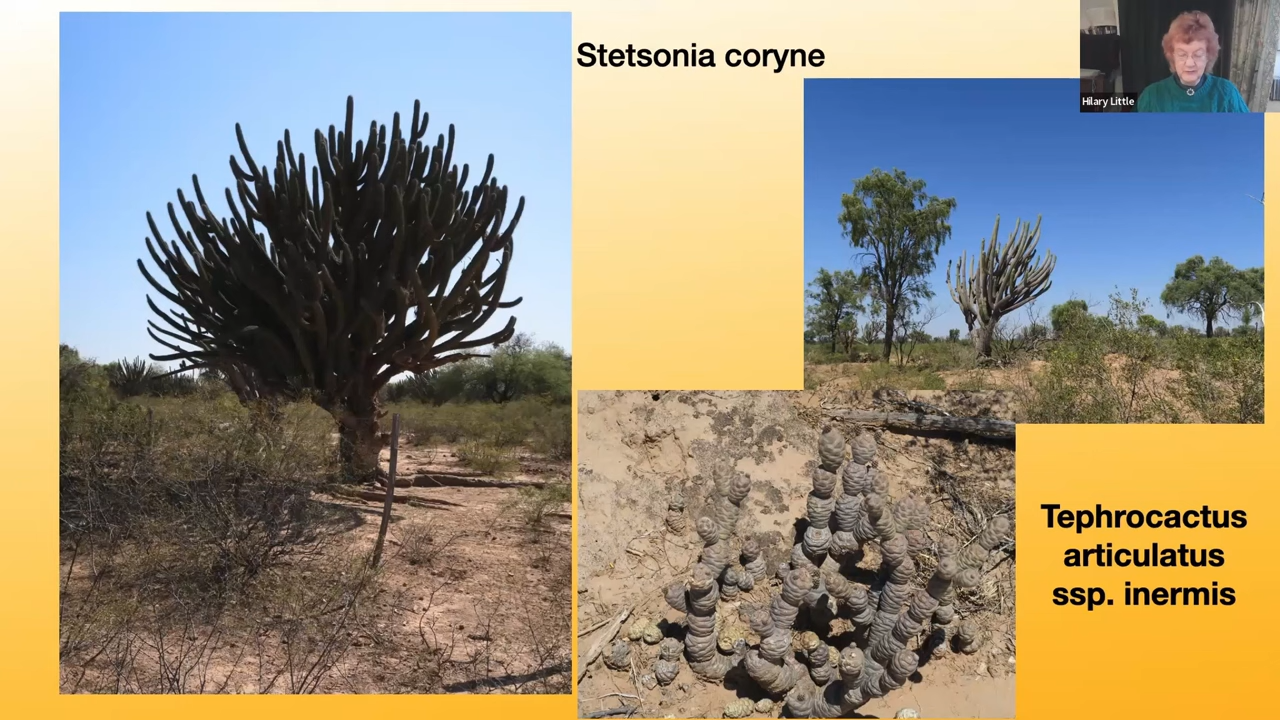 Stetsonia coryne
Hilary Little
Tephrocactus
articulatus
ssp. inermis